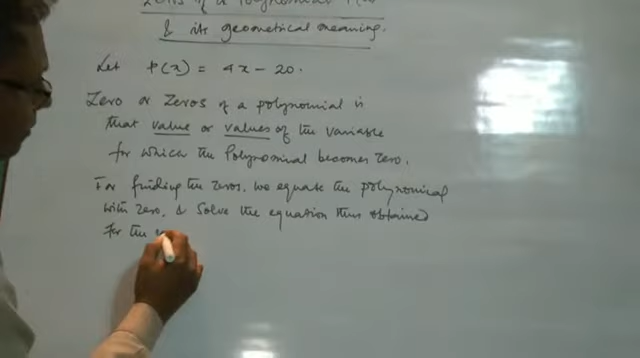 Zeros of a Polynomial
& its geometrical meaning.
Let P(x) = 4x - 20.
Zero or Zeros of a polynomial is
that value or values of the variable
for which the Polynomial becomes zero.
For finding the zeros, we equate the polynomial
with zero, & solve the equation thus obtained
for the